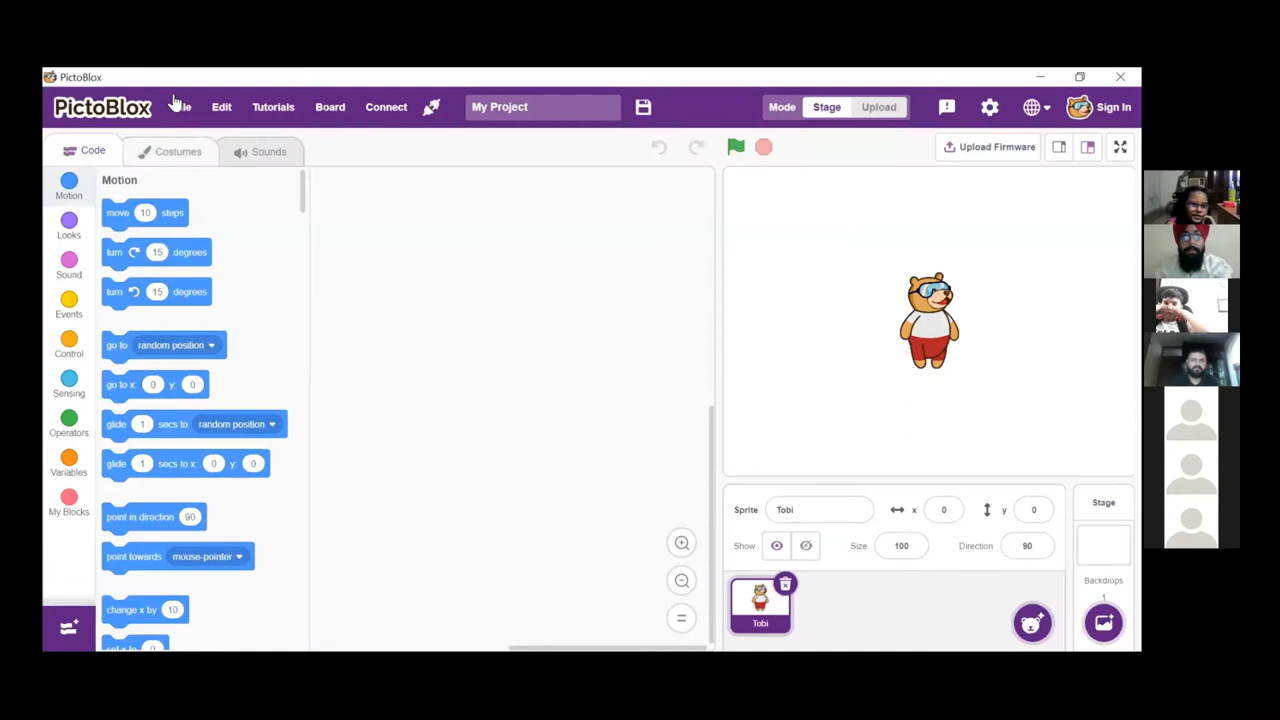 PictoBlox
PictoBlox Edit Tutorials Board Connect My Project Mode Stage Upload Sign In
Code Costumes Sounds Upload Firmware
Motion
Looks
Sound
Events
Control
Sensing
Operators
Variables
My Blocks
Motion
move 10 steps
turn 15 degrees
turn 15 degrees
go to random position
go to x: 0 y: 0
glide 1 secs to random position
glide 1 secs to x: 0 y: 0
point in direction 90
point towards mouse-pointer
change x by 10
Sprite Tobi x 0 y 0
Show Size 100 Direction 90
Tobi
Stage
Backdrops
1